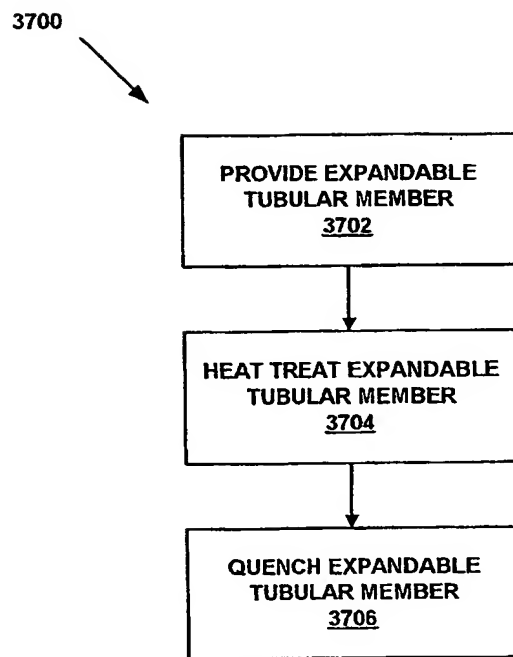 3700
PROVIDE EXPANDABLE
TUBULAR MEMBER
3702
HEAT TREAT EXPANDABLE
TUBULAR MEMBER
3704
QUENCH EXPANDABLE
TUBULAR MEMBER
3706